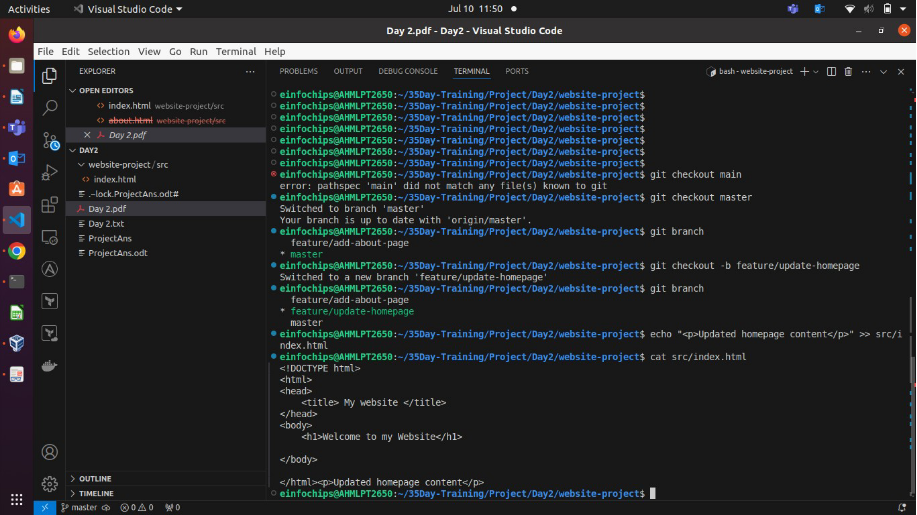 Activities
Visual Studio Code
Jul 10 11:50
Day 2.pdf - Day2 - Visual Studio Code
File Edit Selection View Go Run Terminal Help
EXPLORER
OPEN EDITORS
index.html website-project/src
about.html website-project/src
Day 2.pdf
DAY2
website-project / src
index.html
.~lock.ProjectAns.odt#
Day 2.pdf
Day 2.txt
ProjectAns
ProjectAns.odt
OUTLINE
TIMELINE
PROBLEMS OUTPUT DEBUG CONSOLE TERMINAL PORTS
bash - website-project
einfochips@AHMLPT2650:~/35Day-Training/Project/Day2/website-project$
einfochips@AHMLPT2650:~/35Day-Training/Project/Day2/website-project$
einfochips@AHMLPT2650:~/35Day-Training/Project/Day2/website-project$
einfochips@AHMLPT2650:~/35Day-Training/Project/Day2/website-project$
einfochips@AHMLPT2650:~/35Day-Training/Project/Day2/website-project$
einfochips@AHMLPT2650:~/35Day-Training/Project/Day2/website-project$
einfochips@AHMLPT2650:~/35Day-Training/Project/Day2/website-project$
einfochips@AHMLPT2650:~/35Day-Training/Project/Day2/website-project$ git checkout main
error: pathspec 'main' did not match any file(s) known to git
einfochips@AHMLPT2650:~/35Day-Training/Project/Day2/website-project$ git checkout master
Switched to branch 'master'
Your branch is up to date with 'origin/master'.
einfochips@AHMLPT2650:~/35Day-Training/Project/Day2/website-project$ git branch
feature/add-about-page
* master
einfochips@AHMLPT2650:~/35Day-Training/Project/Day2/website-project$ git checkout -b feature/update-homepage
Switched to a new branch 'feature/update-homepage'
einfochips@AHMLPT2650:~/35Day-Training/Project/Day2/website-project$ git branch
feature/add-about-page
* feature/update-homepage
master
einfochips@AHMLPT2650:~/35Day-Training/Project/Day2/website-project$ echo "<p>Updated homepage content</p>" >> src/i
ndex.html
einfochips@AHMLPT2650:~/35Day-Training/Project/Day2/website-project$ cat src/index.html
<!DOCTYPE html>
<html>
<head>
<title> My website </title>
</head>
<body>
<h1>Welcome to my Website</h1>
</body>
</html><p>Updated homepage content</p>
einfochips@AHMLPT2650:~/35Day-Training/Project/Day2/website-project$
master 0 0 0